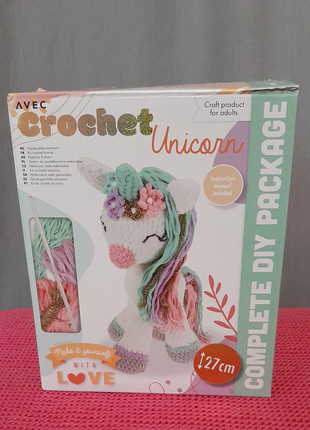 AVEC
Crochet
Craft product
for adults
Unicorn
Instruction
manual
included
COMPLETE DIY PACKAGE
Make it yourself
WITH
LOVE
27cm